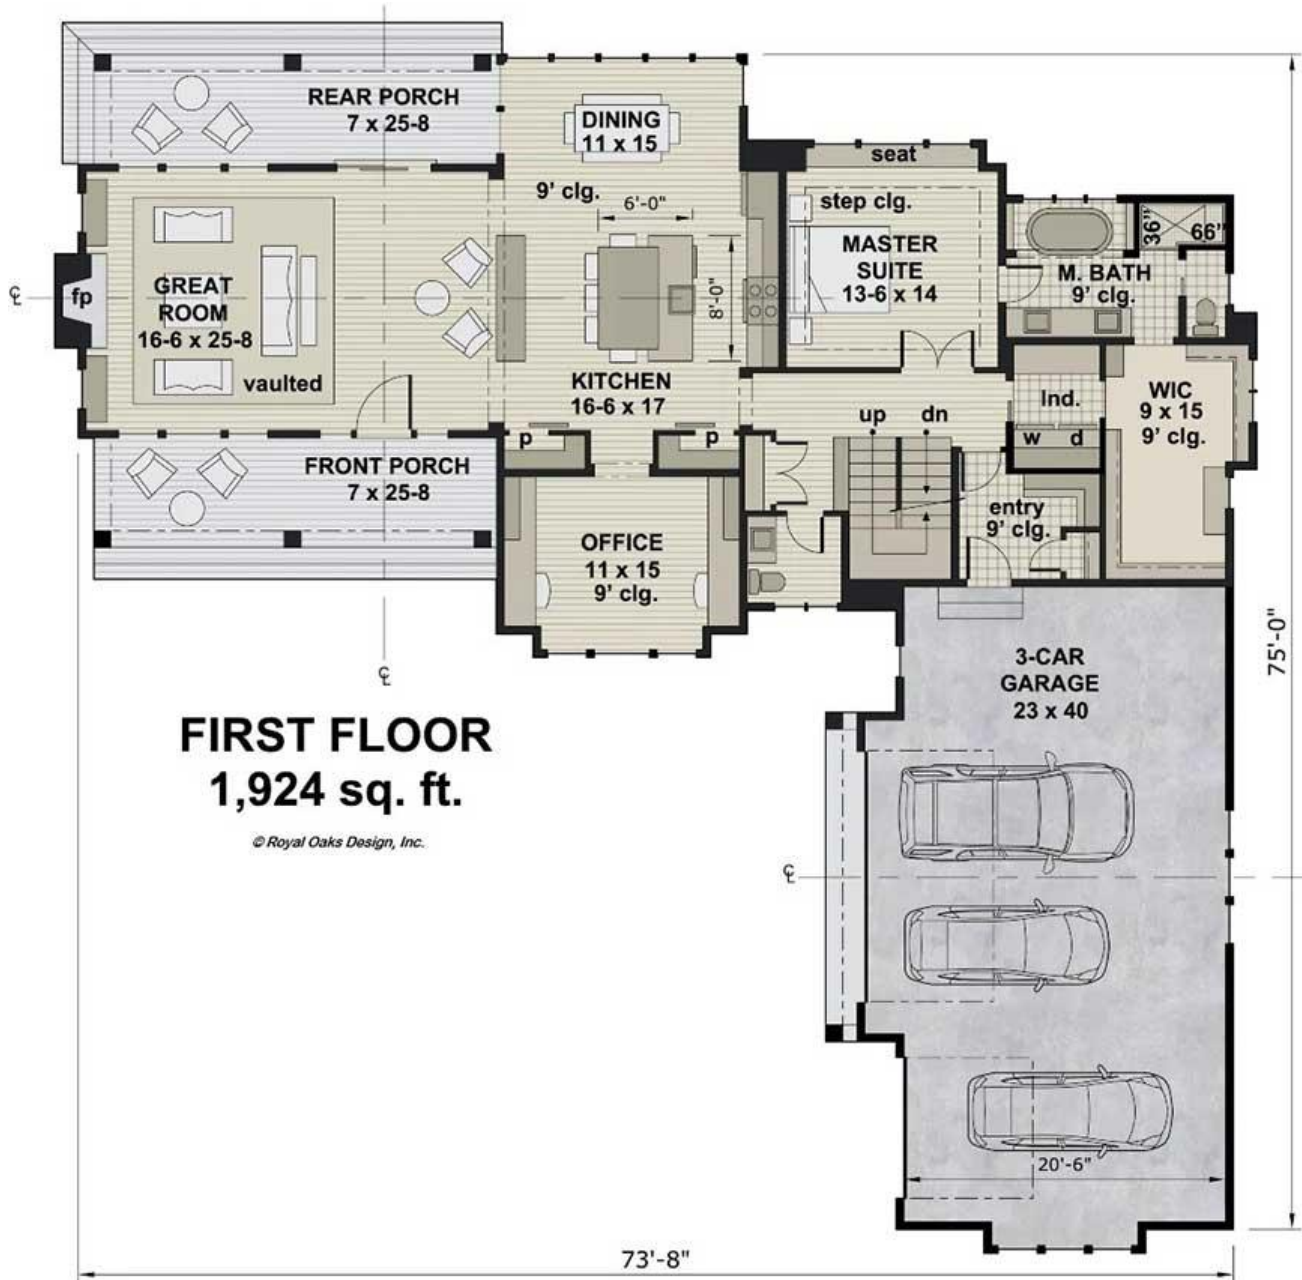 REAR PORCH
7 x 25-8
DINING
11 x 15
9' clg.
6'-0"
8'-0"
seat
step clg.
MASTER
SUITE
13-6 x 14
36"
66"
M. BATH
9' clg.
℄
fp
GREAT
ROOM
16-6 x 25-8
vaulted
KITCHEN
16-6 x 17
p
p
up
dn
lnd.
w
d
WIC
9 x 15
9' clg.
FRONT PORCH
7 x 25-8
OFFICE
11 x 15
9' clg.
entry
9' clg.
℄
3-CAR
GARAGE
23 x 40
75'-0"
FIRST FLOOR
1,924 sq. ft.
© Royal Oaks Design, Inc.
℄
20'-6"
73'-8"